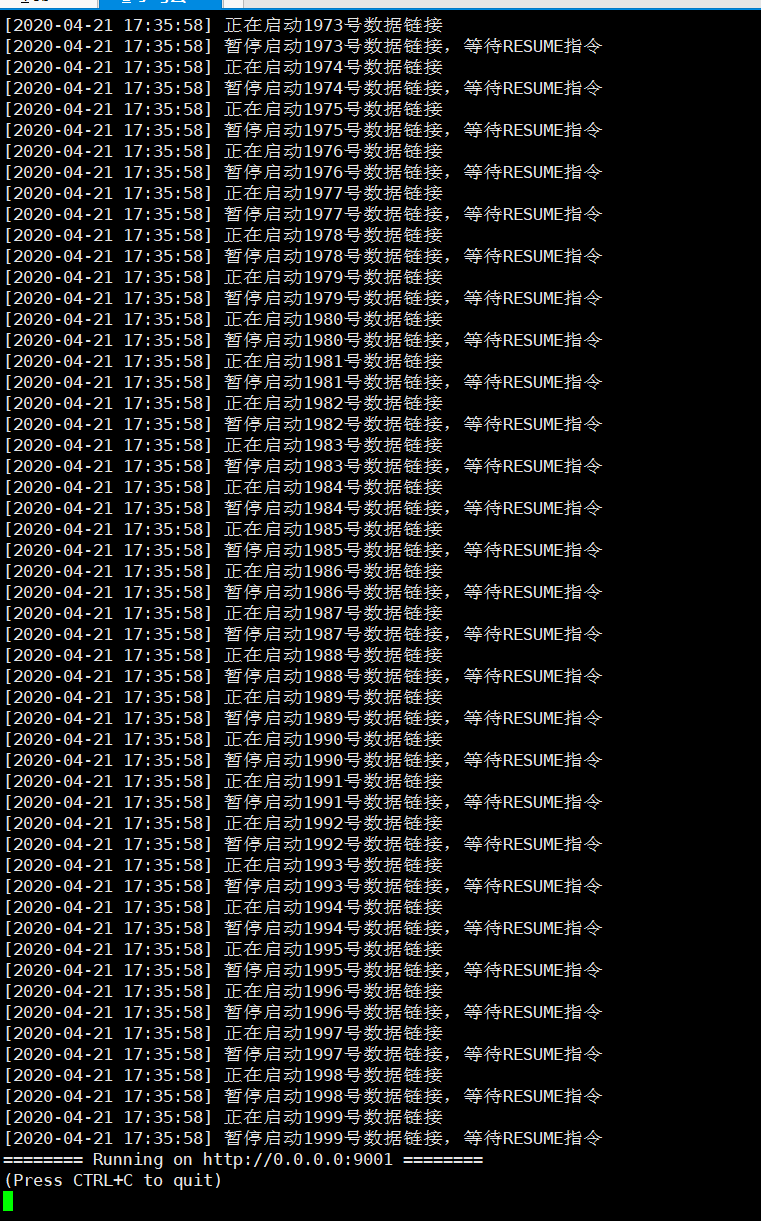 [2020-04-21 17:35:58] 正在启动1973号数据链接
[2020-04-21 17:35:58] 暂停启动1973号数据链接，等待RESUME指令
[2020-04-21 17:35:58] 正在启动1974号数据链接
[2020-04-21 17:35:58] 暂停启动1974号数据链接，等待RESUME指令
[2020-04-21 17:35:58] 正在启动1975号数据链接
[2020-04-21 17:35:58] 暂停启动1975号数据链接，等待RESUME指令
[2020-04-21 17:35:58] 正在启动1976号数据链接
[2020-04-21 17:35:58] 暂停启动1976号数据链接，等待RESUME指令
[2020-04-21 17:35:58] 正在启动1977号数据链接
[2020-04-21 17:35:58] 暂停启动1977号数据链接，等待RESUME指令
[2020-04-21 17:35:58] 正在启动1978号数据链接
[2020-04-21 17:35:58] 暂停启动1978号数据链接，等待RESUME指令
[2020-04-21 17:35:58] 正在启动1979号数据链接
[2020-04-21 17:35:58] 暂停启动1979号数据链接，等待RESUME指令
[2020-04-21 17:35:58] 正在启动1980号数据链接
[2020-04-21 17:35:58] 暂停启动1980号数据链接，等待RESUME指令
[2020-04-21 17:35:58] 正在启动1981号数据链接
[2020-04-21 17:35:58] 暂停启动1981号数据链接，等待RESUME指令
[2020-04-21 17:35:58] 正在启动1982号数据链接
[2020-04-21 17:35:58] 暂停启动1982号数据链接，等待RESUME指令
[2020-04-21 17:35:58] 正在启动1983号数据链接
[2020-04-21 17:35:58] 暂停启动1983号数据链接，等待RESUME指令
[2020-04-21 17:35:58] 正在启动1984号数据链接
[2020-04-21 17:35:58] 暂停启动1984号数据链接，等待RESUME指令
[2020-04-21 17:35:58] 正在启动1985号数据链接
[2020-04-21 17:35:58] 暂停启动1985号数据链接，等待RESUME指令
[2020-04-21 17:35:58] 正在启动1986号数据链接
[2020-04-21 17:35:58] 暂停启动1986号数据链接，等待RESUME指令
[2020-04-21 17:35:58] 正在启动1987号数据链接
[2020-04-21 17:35:58] 暂停启动1987号数据链接，等待RESUME指令
[2020-04-21 17:35:58] 正在启动1988号数据链接
[2020-04-21 17:35:58] 暂停启动1988号数据链接，等待RESUME指令
[2020-04-21 17:35:58] 正在启动1989号数据链接
[2020-04-21 17:35:58] 暂停启动1989号数据链接，等待RESUME指令
[2020-04-21 17:35:58] 正在启动1990号数据链接
[2020-04-21 17:35:58] 暂停启动1990号数据链接，等待RESUME指令
[2020-04-21 17:35:58] 正在启动1991号数据链接
[2020-04-21 17:35:58] 暂停启动1991号数据链接，等待RESUME指令
[2020-04-21 17:35:58] 正在启动1992号数据链接
[2020-04-21 17:35:58] 暂停启动1992号数据链接，等待RESUME指令
[2020-04-21 17:35:58] 正在启动1993号数据链接
[2020-04-21 17:35:58] 暂停启动1993号数据链接，等待RESUME指令
[2020-04-21 17:35:58] 正在启动1994号数据链接
[2020-04-21 17:35:58] 暂停启动1994号数据链接，等待RESUME指令
[2020-04-21 17:35:58] 正在启动1995号数据链接
[2020-04-21 17:35:58] 暂停启动1995号数据链接，等待RESUME指令
[2020-04-21 17:35:58] 正在启动1996号数据链接
[2020-04-21 17:35:58] 暂停启动1996号数据链接，等待RESUME指令
[2020-04-21 17:35:58] 正在启动1997号数据链接
[2020-04-21 17:35:58] 暂停启动1997号数据链接，等待RESUME指令
[2020-04-21 17:35:58] 正在启动1998号数据链接
[2020-04-21 17:35:58] 暂停启动1998号数据链接，等待RESUME指令
[2020-04-21 17:35:58] 正在启动1999号数据链接
[2020-04-21 17:35:58] 暂停启动1999号数据链接，等待RESUME指令
======== Running on http://0.0.0.0:9001 ========
(Press CTRL+C to quit)